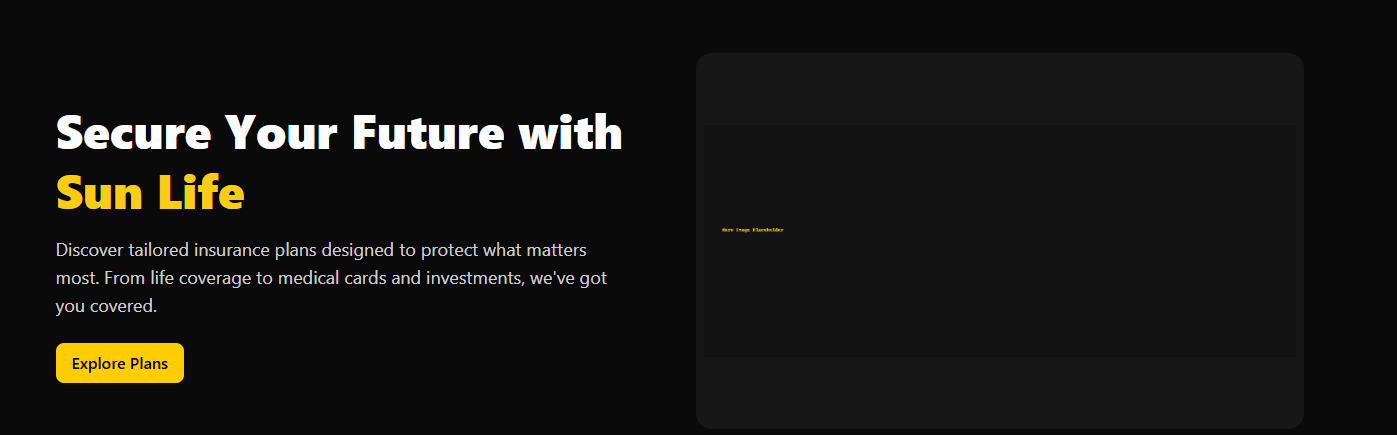 Secure Your Future with
Sun Life
Discover tailored insurance plans designed to protect what matters
most. From life coverage to medical cards and investments, we've got
you covered.
Explore Plans
Hero Image Placeholder